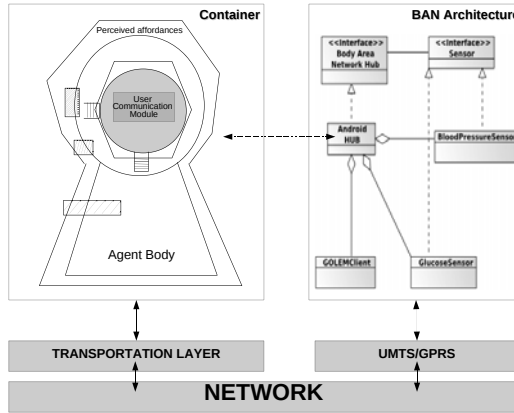 Container
Perceived affordances
User
Communication
Module
Agent Body
BAN Architecture
<<Interface>>
Body Area
Network Hub
<<Interface>>
Sensor
Android
HUB
BloodPressureSensor
GOLEMClient
GlucoseSensor
TRANSPORTATION LAYER
UMTS/GPRS
NETWORK